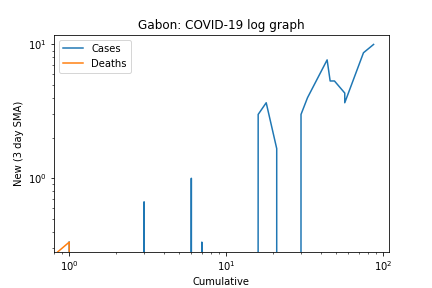 Gabon: COVID-19 log graph
Cases
Deaths
New (3 day SMA)
10¹
10⁰
10⁰
10¹
10²
Cumulative